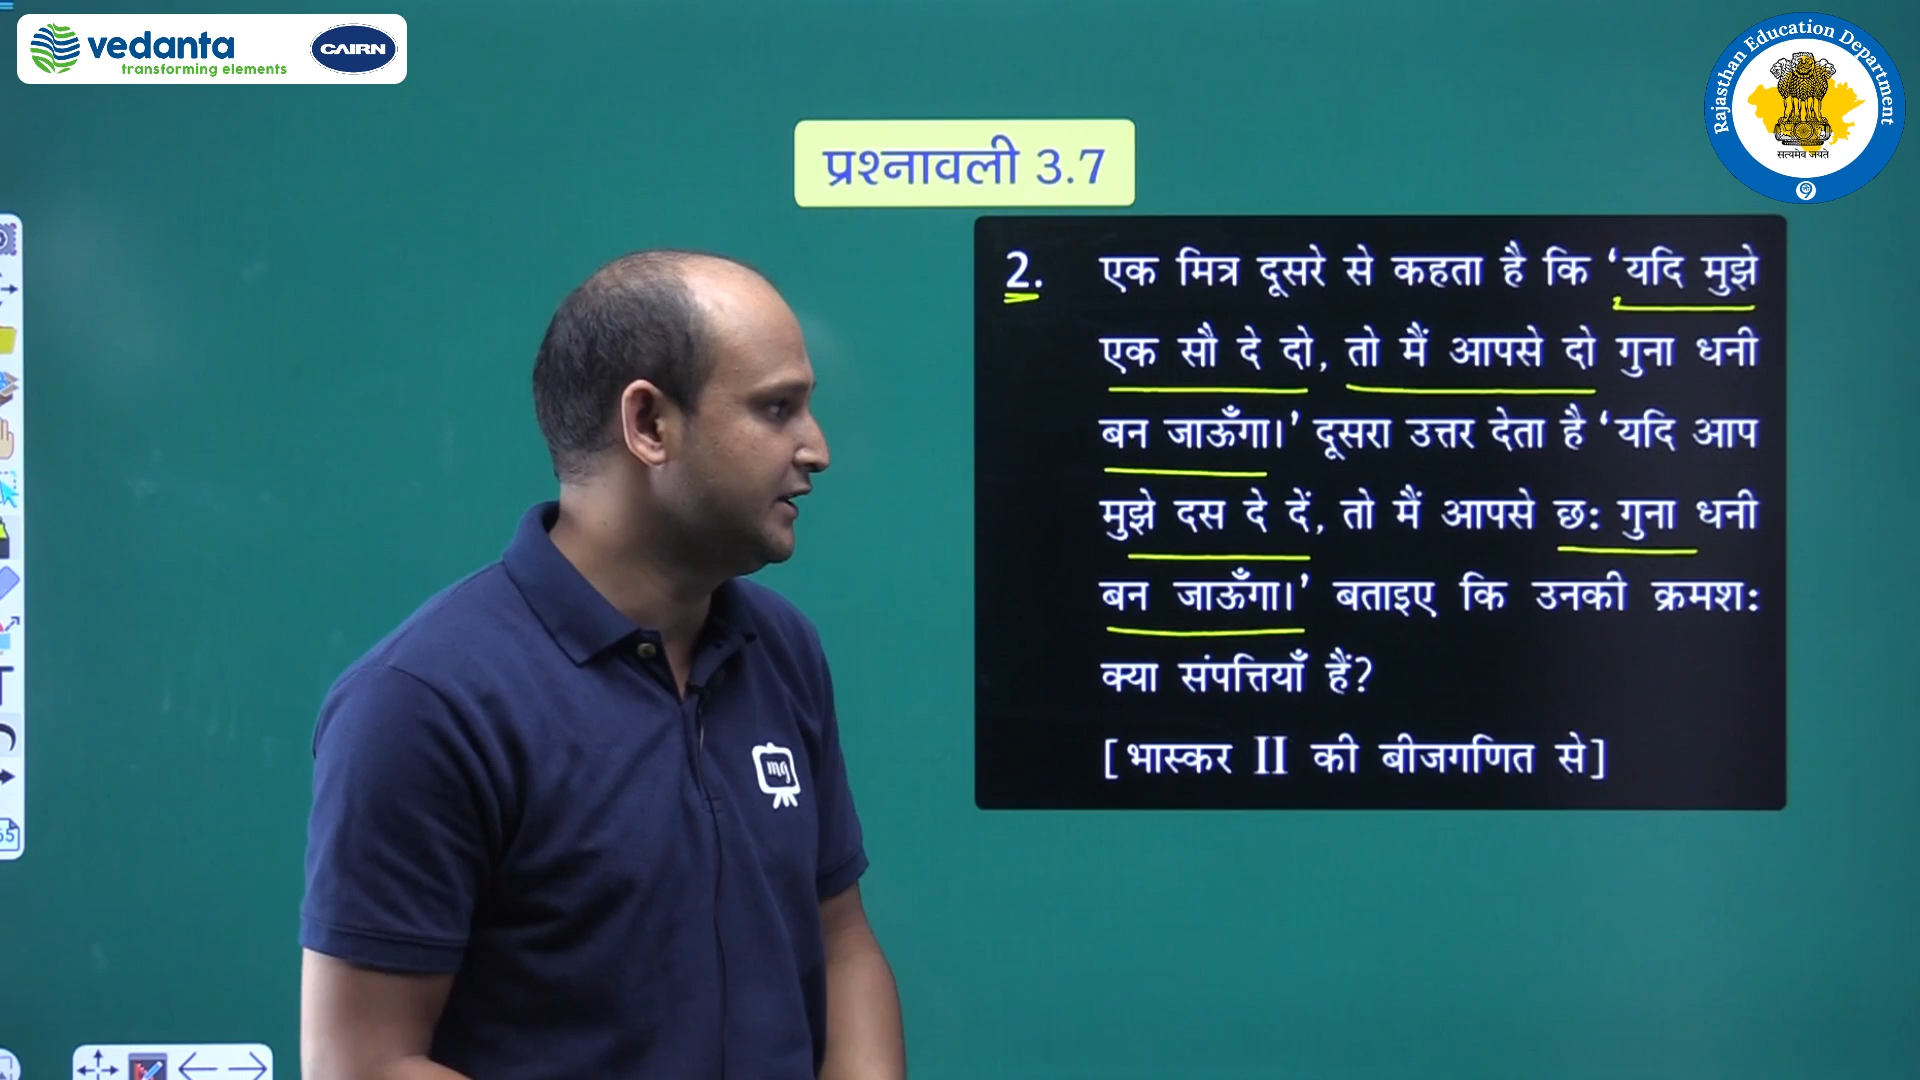 vedanta
transforming elements
CAIRN
Rajasthan Education Department
सत्यमेव जयते
प्रश्नावली 3.7
2. एक मित्र दूसरे से कहता है कि ‘यदि मुझे
एक सौ दे दो, तो मैं आपसे दो गुना धनी
बन जाऊँगा।’ दूसरा उत्तर देता है ‘यदि आप
मुझे दस दे दें, तो मैं आपसे छः गुना धनी
बन जाऊँगा।’ बताइए कि उनकी क्रमशः
क्या संपत्तियाँ हैं?
[भास्कर II की बीजगणित से]
mg